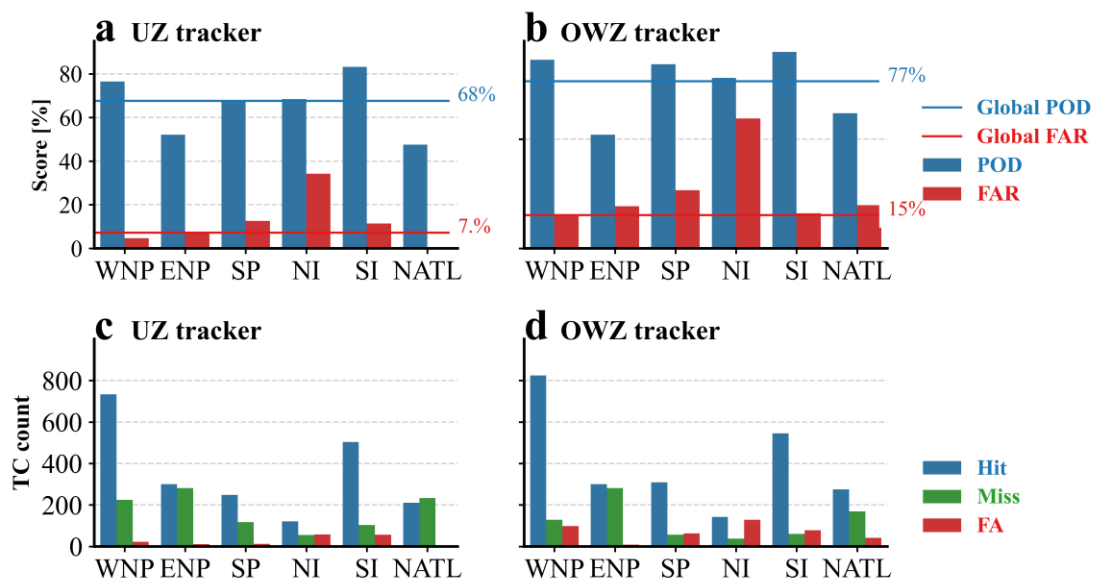 a UZ tracker
b OWZ tracker
Score [%]
80
60
40
20
0
68%
7.%
77%
15%
WNP ENP SP NI SI NATL
WNP ENP SP NI SI NATL
Global POD
Global FAR
POD
FAR
c UZ tracker
d OWZ tracker
TC count
800
600
400
200
0
WNP ENP SP NI SI NATL
WNP ENP SP NI SI NATL
Hit
Miss
FA